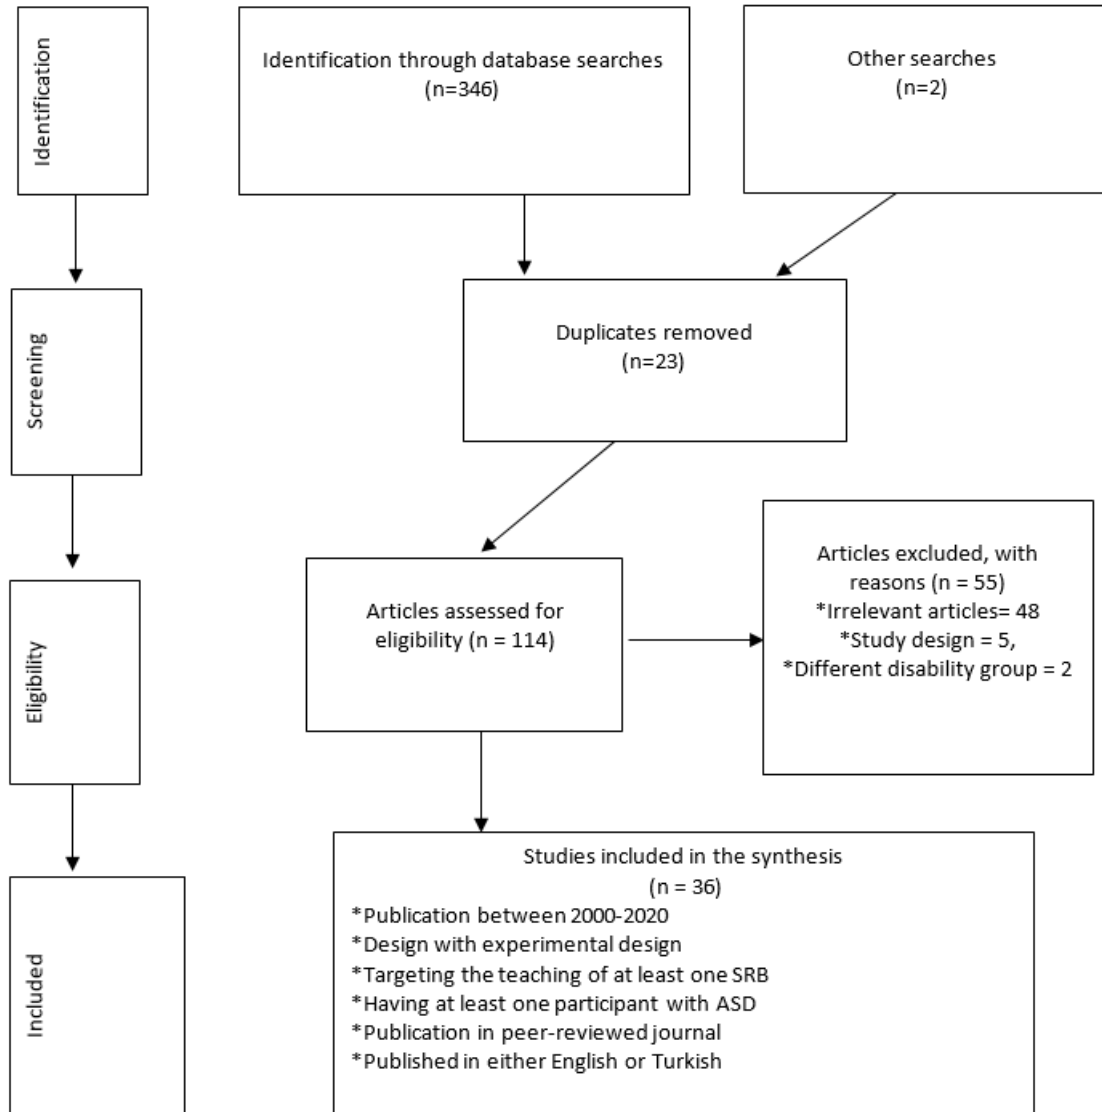 Identification
Identification through database searches
(n=346)
Other searches
(n=2)
Screening
Duplicates removed
(n=23)
Eligibility
Articles assessed for
eligibility (n = 114)
Articles excluded, with
reasons (n = 55)
*Irrelevant articles= 48
*Study design = 5,
*Different disability group = 2
Included
Studies included in the synthesis
(n = 36)
*Publication between 2000-2020
*Design with experimental design
*Targeting the teaching of at least one SRB
*Having at least one participant with ASD
*Publication in peer-reviewed journal
*Published in either English or Turkish